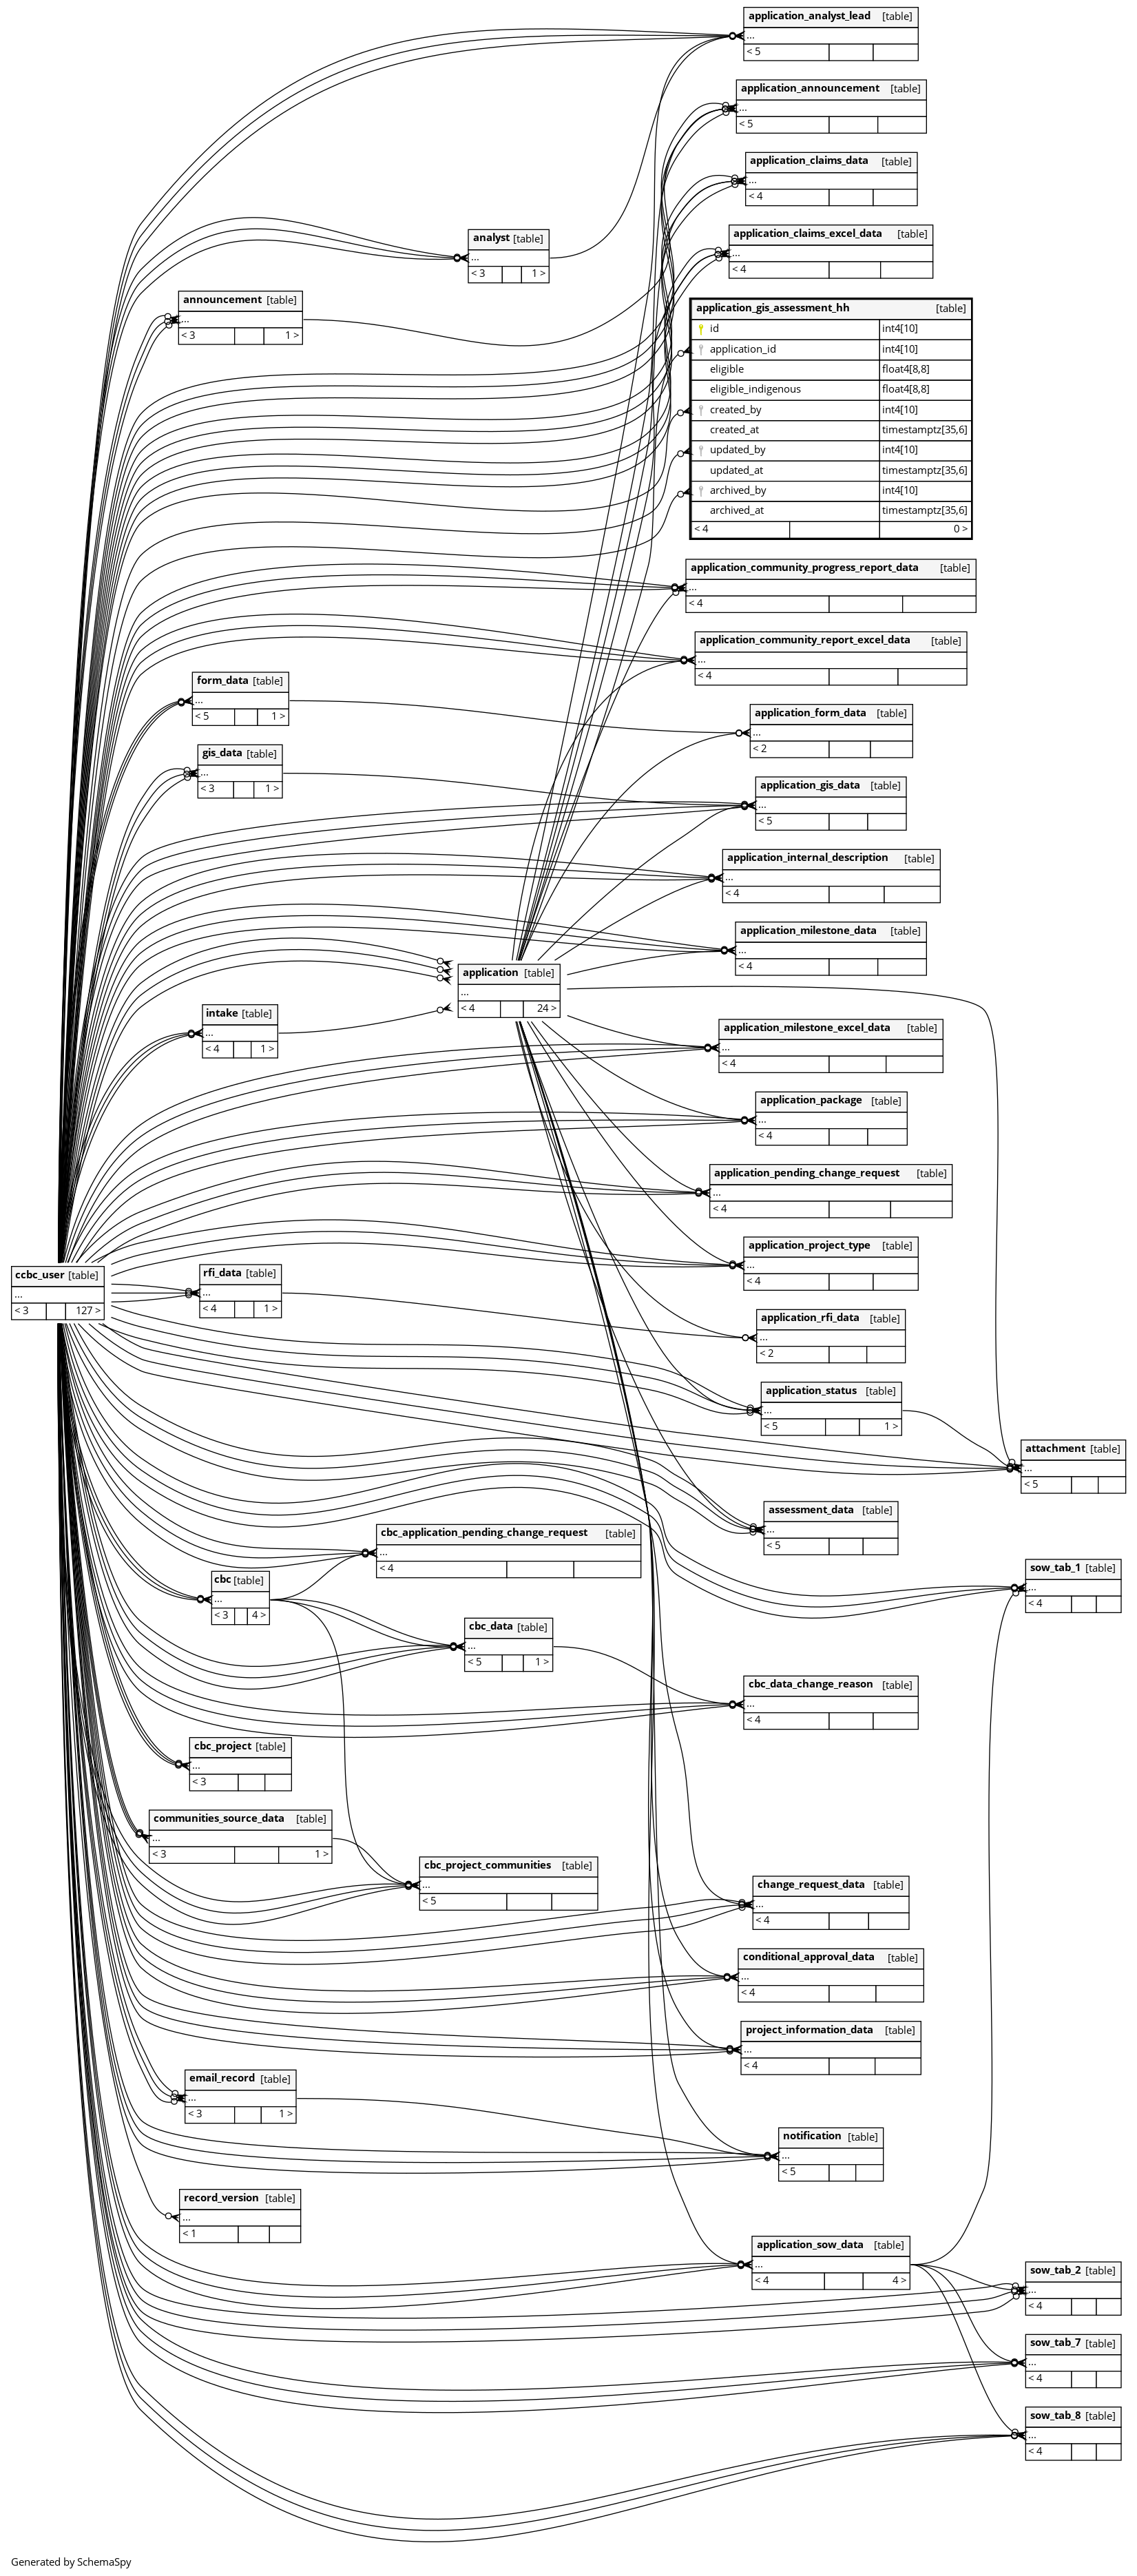 application_analyst_lead [table]
...
< 5
application_announcement [table]
...
< 5
application_claims_data [table]
...
< 4
application_claims_excel_data [table]
...
< 4
analyst [table]
...
< 3 1 >
announcement [table]
...
< 3 1 >
application_gis_assessment_hh [table]
id int4[10]
application_id int4[10]
eligible float4[8,8]
eligible_indigenous float4[8,8]
created_by int4[10]
created_at timestamptz[35,6]
updated_by int4[10]
updated_at timestamptz[35,6]
archived_by int4[10]
archived_at timestamptz[35,6]
< 4 0 >
application_community_progress_report_data [table]
...
< 4
application_community_report_excel_data [table]
...
< 4
form_data [table]
...
< 5 1 >
application_form_data [table]
...
< 2
gis_data [table]
...
< 3 1 >
application_gis_data [table]
...
< 5
application_internal_description [table]
...
< 4
application_milestone_data [table]
...
< 4
application [table]
...
< 4 24 >
intake [table]
...
< 4 1 >
application_milestone_excel_data [table]
...
< 4
application_package [table]
...
< 4
application_pending_change_request [table]
...
< 4
application_project_type [table]
...
< 4
ccbc_user [table]
...
< 3 127 >
rfi_data [table]
...
< 4 1 >
application_rfi_data [table]
...
< 2
application_status [table]
...
< 5 1 >
attachment [table]
...
< 5
assessment_data [table]
...
< 5
cbc_application_pending_change_request [table]
...
< 4
sow_tab_1 [table]
...
< 4
cbc [table]
...
< 3 4 >
cbc_data [table]
...
< 5 1 >
cbc_data_change_reason [table]
...
< 4
cbc_project [table]
...
< 3
communities_source_data [table]
...
< 3 1 >
cbc_project_communities [table]
...
< 5
change_request_data [table]
...
< 4
conditional_approval_data [table]
...
< 4
project_information_data [table]
...
< 4
email_record [table]
...
< 3 1 >
notification [table]
...
< 5
record_version [table]
...
< 1
application_sow_data [table]
...
< 4 4 >
sow_tab_2 [table]
...
< 4
sow_tab_7 [table]
...
< 4
sow_tab_8 [table]
...
< 4
Generated by SchemaSpy